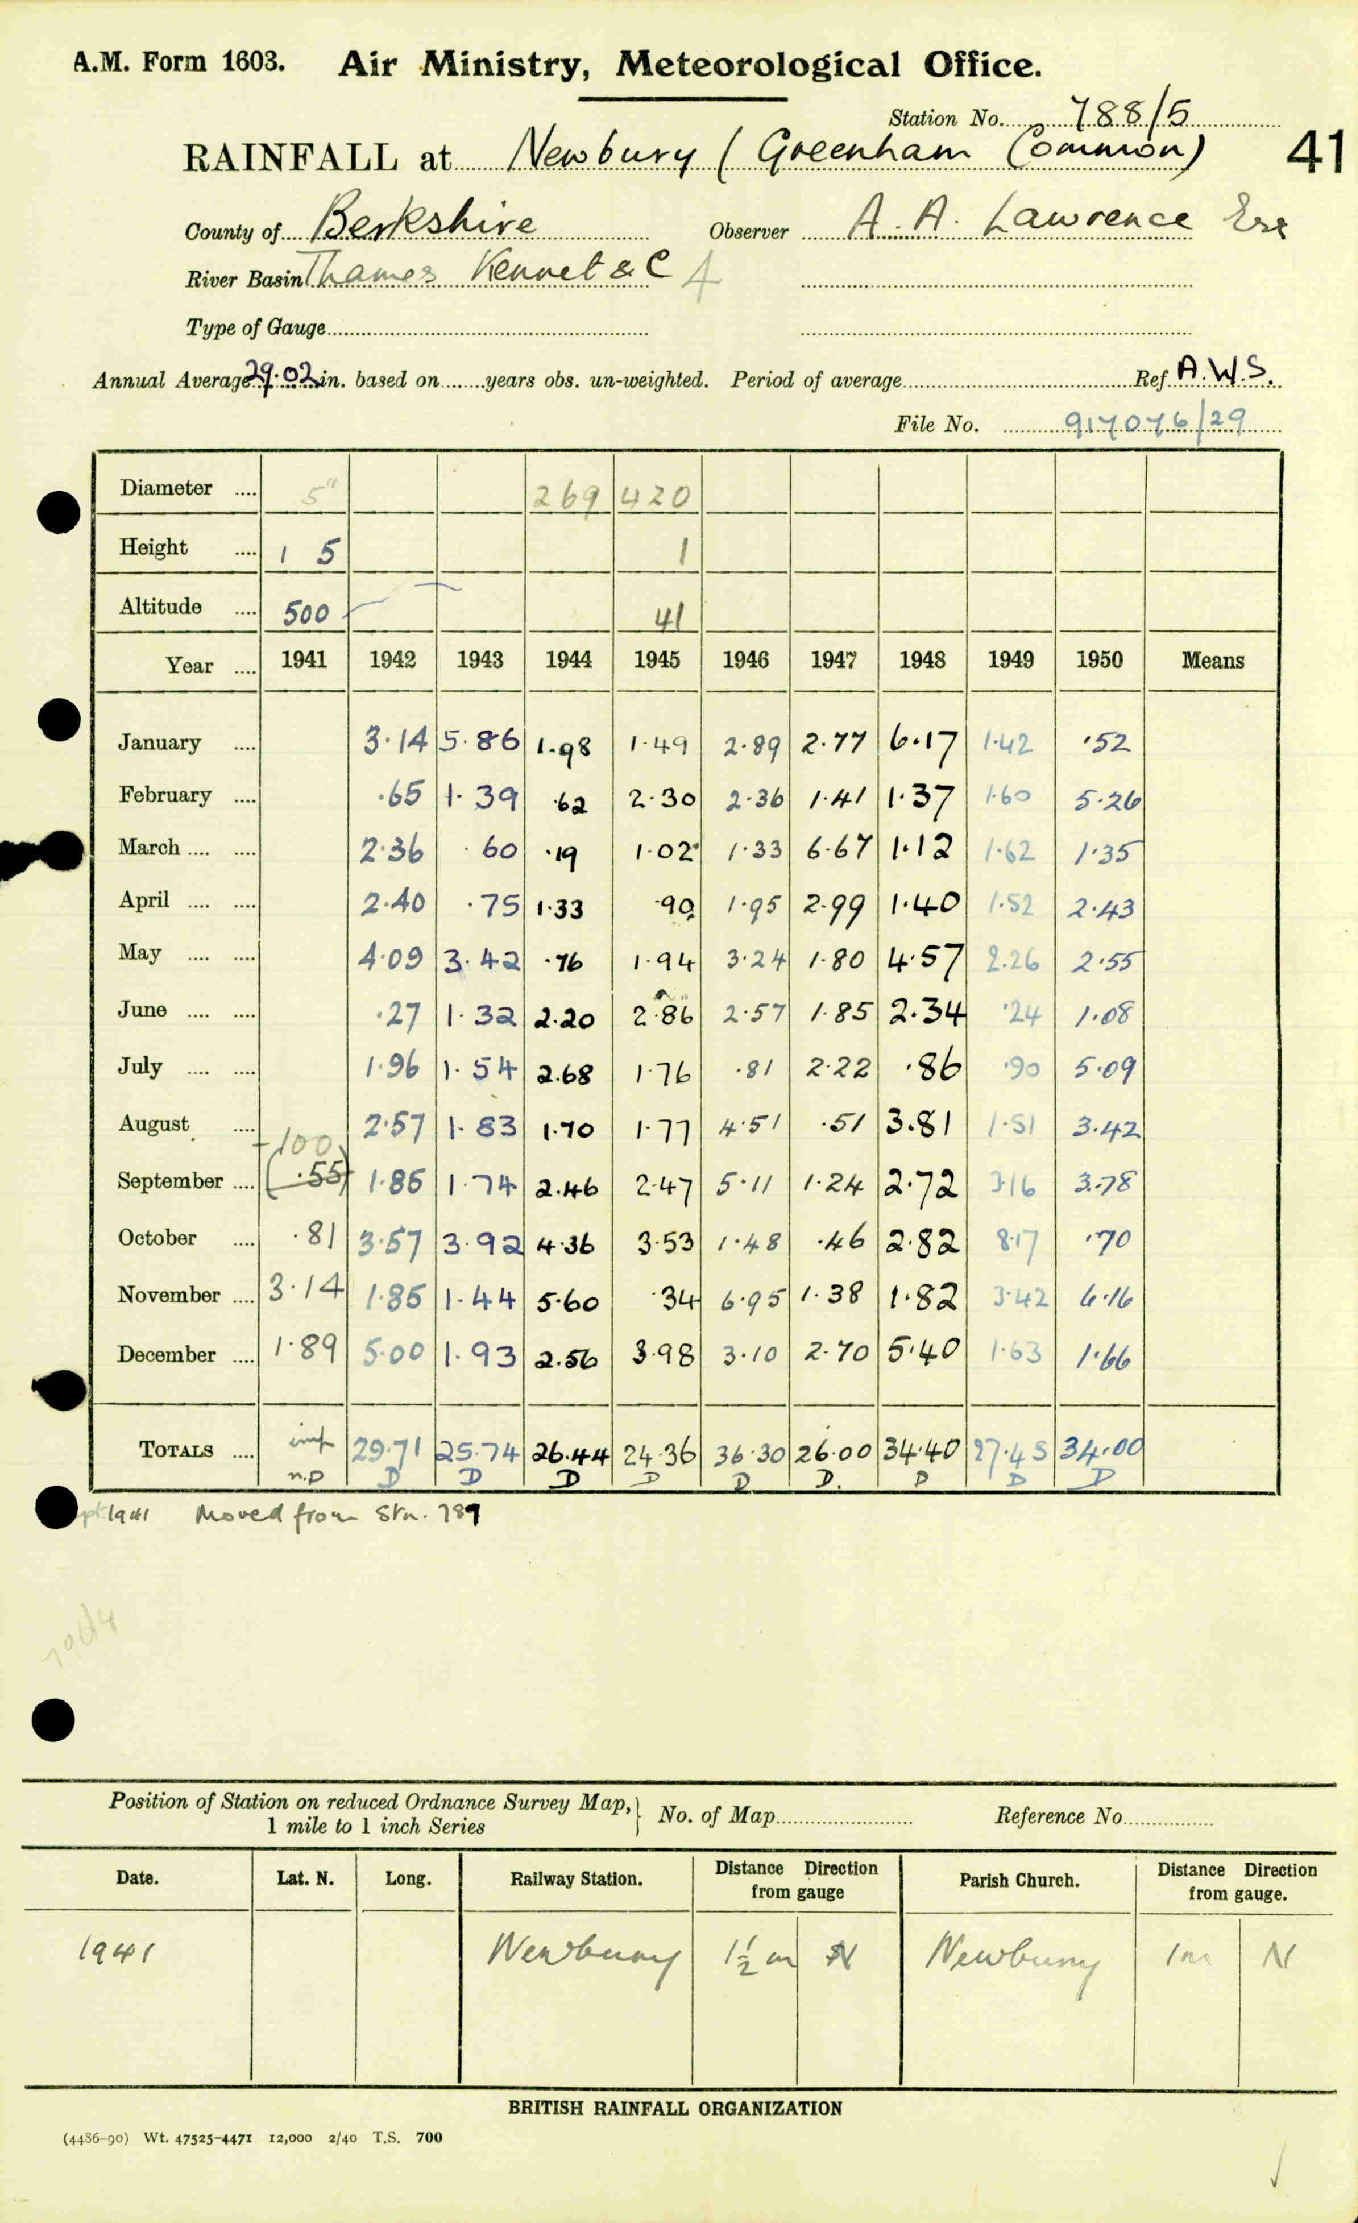 A.M. Form 1603. Air Ministry, Meteorological Office.
Station No. 788/5
RAINFALL at Newbury (Greenham Common) 41
County of Berkshire Observer A. A. Lawrence Esq
River Basin Thames Kennet &c 4
Type of Gauge
Annual Average 29.02 in. based on years obs. un-weighted. Period of average Ref A.W.S.
File No. 917076/29
Diameter 5" 269 420
Height 1 5 1
Altitude 500 41
Year 1941 1942 1943 1944 1945 1946 1947 1948 1949 1950 Means
January 3.14 5.86 1.98 1.49 2.89 2.77 6.17 1.42 .52
February .65 1.39 .62 2.30 2.36 1.41 1.37 1.60 5.26
March 2.36 .60 .19 1.02 1.33 6.67 1.12 1.62 1.35
April 2.40 .75 1.33 .90 1.95 2.99 1.40 1.52 2.43
May 4.09 3.42 .76 1.94 3.24 1.80 4.57 2.26 2.55
June .27 1.32 2.20 2.86 2.57 1.85 2.34 .24 1.08
July 1.96 1.54 2.68 1.76 .81 2.22 .86 .90 5.09
August 2.57 1.83 1.70 1.77 4.51 .51 3.81 1.51 3.42
100
September (.55) 1.85 1.74 2.46 2.47 5.11 1.24 2.72 3.16 3.78
October .81 3.57 3.92 4.36 3.53 1.48 .46 2.82 8.17 .70
November 3.14 1.85 1.44 5.60 .34 6.95 1.38 1.82 3.42 6.16
December 1.89 5.00 1.93 2.56 3.98 3.10 2.70 5.40 1.63 1.66
TOTALS imp 29.71 25.74 26.44 24.36 36.30 26.00 34.40 27.45 34.00
n.D D D D D D D. D D D
pt. 1941 Moved from Stn. 789
Position of Station on reduced Ordnance Survey Map,
1 mile to 1 inch Series
No. of Map Reference No.
Date. Lat. N. Long. Railway Station. Distance Direction from gauge Parish Church. Distance Direction from gauge.
1941 Newbury 1½ m N Newbury 1m N
BRITISH RAINFALL ORGANIZATION
(4486-90) Wt. 47525-4471 12,000 2/40 T.S. 700